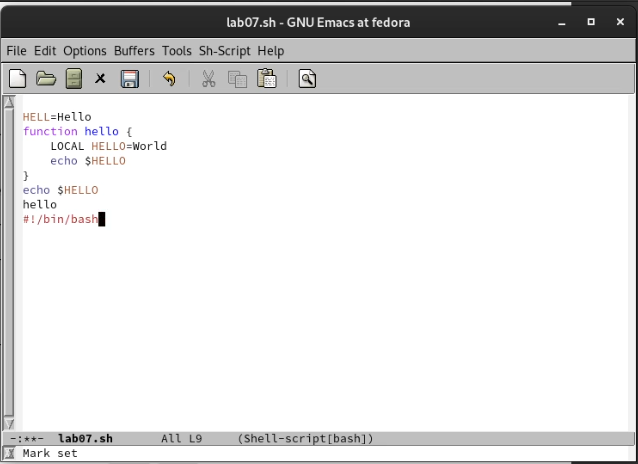 lab07.sh - GNU Emacs at fedora
File Edit Options Buffers Tools Sh-Script Help
HELL=Hello
function hello {
    LOCAL HELLO=World
    echo $HELLO
}
echo $HELLO
hello
#!/bin/bash
-:**-  lab07.sh       All L9     (Shell-script[bash])
Mark set